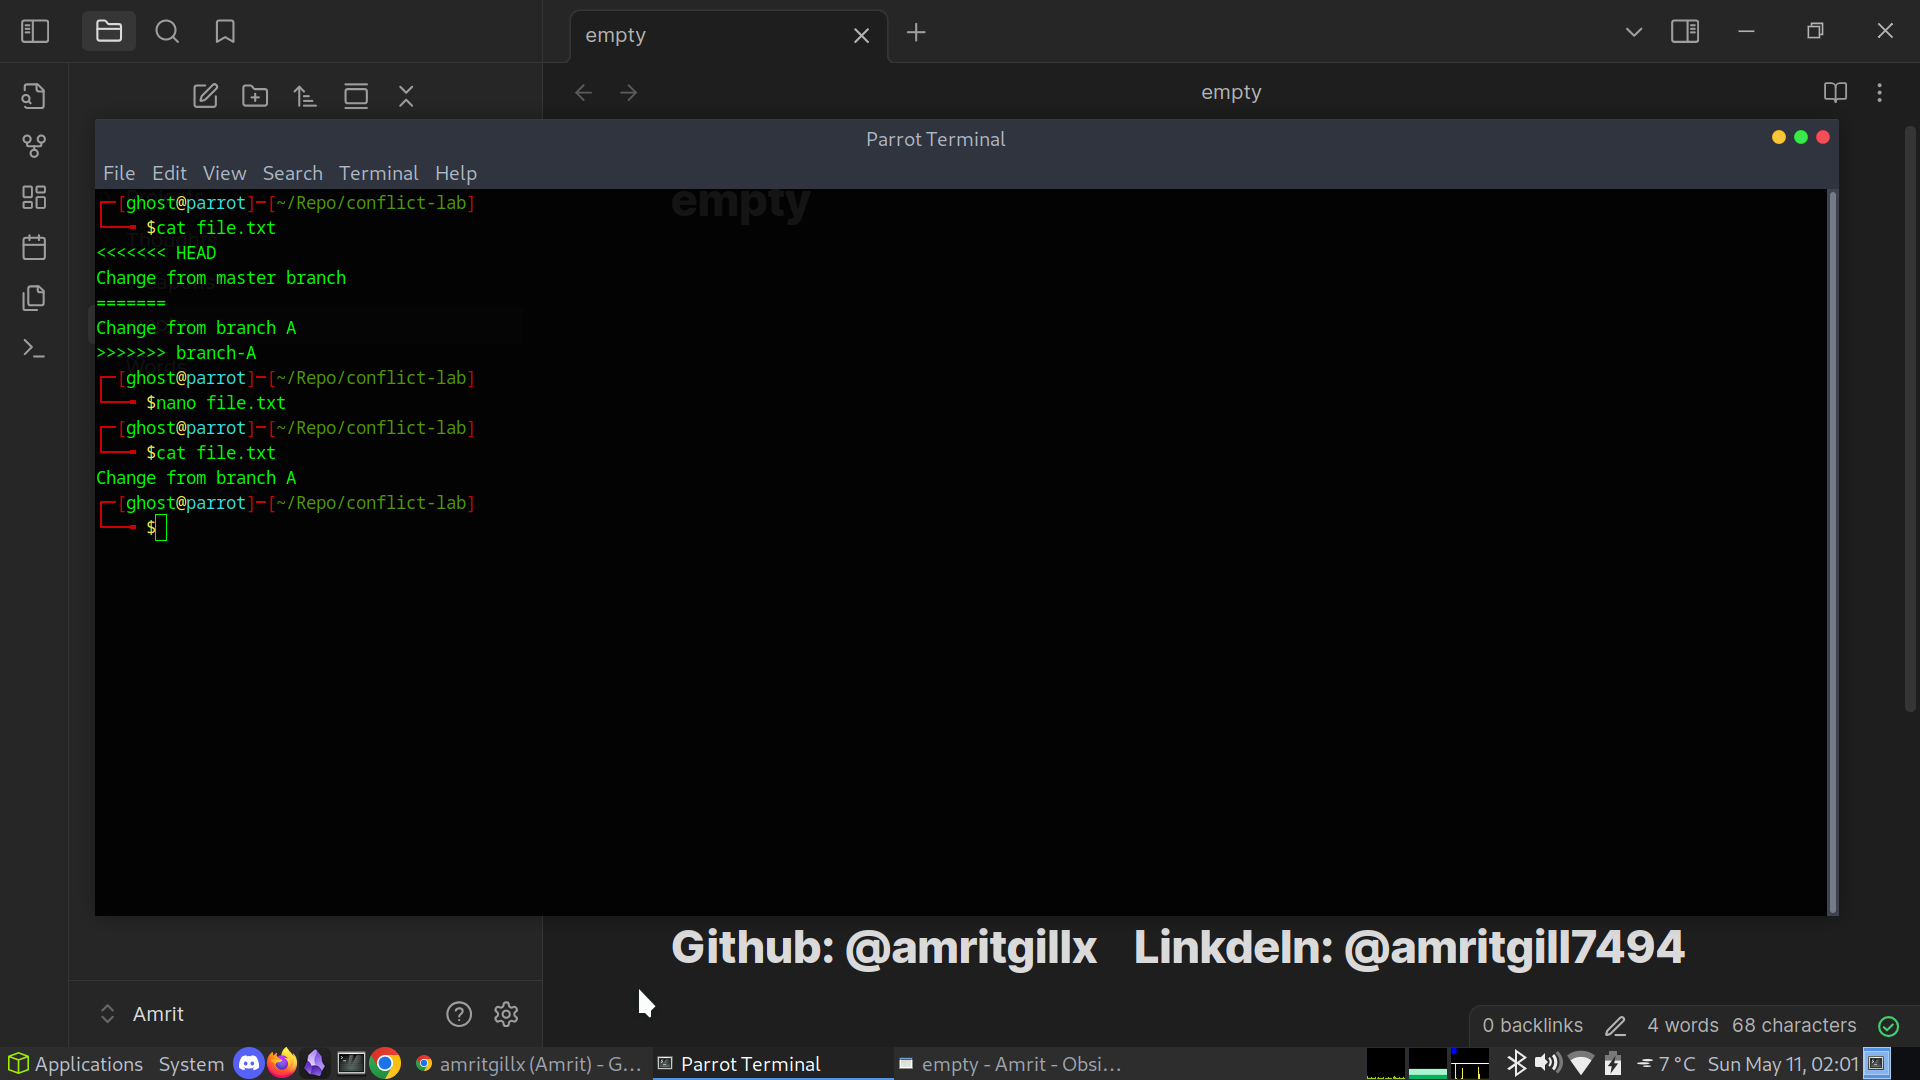 empty
empty
Parrot Terminal
File Edit View Search Terminal Help
empty
[ghost@parrot]─[~/Repo/conflict-lab]
$cat file.txt
<<<<<<< HEAD
Change from master branch
=======
Change from branch A
>>>>>>> branch-A
[ghost@parrot]─[~/Repo/conflict-lab]
$nano file.txt
[ghost@parrot]─[~/Repo/conflict-lab]
$cat file.txt
Change from branch A
[ghost@parrot]─[~/Repo/conflict-lab]
$
Github: @amritgillx Linkdeln: @amritgill7494
Amrit
0 backlinks 4 words 68 characters
Applications System amritgillx (Amrit) - G... Parrot Terminal empty - Amrit - Obsi... 7 °C Sun May 11, 02:01